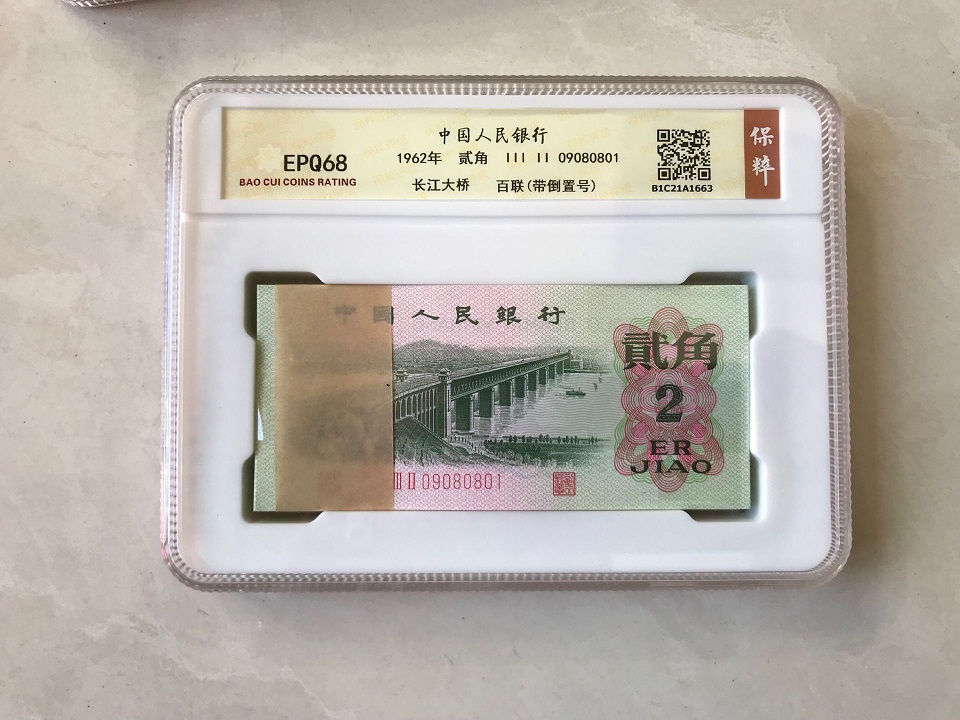 中国人民银行
1962年 贰角 III II 09080801
长江大桥 百联(带倒置号)
EPQ68
BAO CUI COINS RATING
B1C21A1663
保粹
中国人民銀行
貳角
2
ER
JIAO
III II 09080801